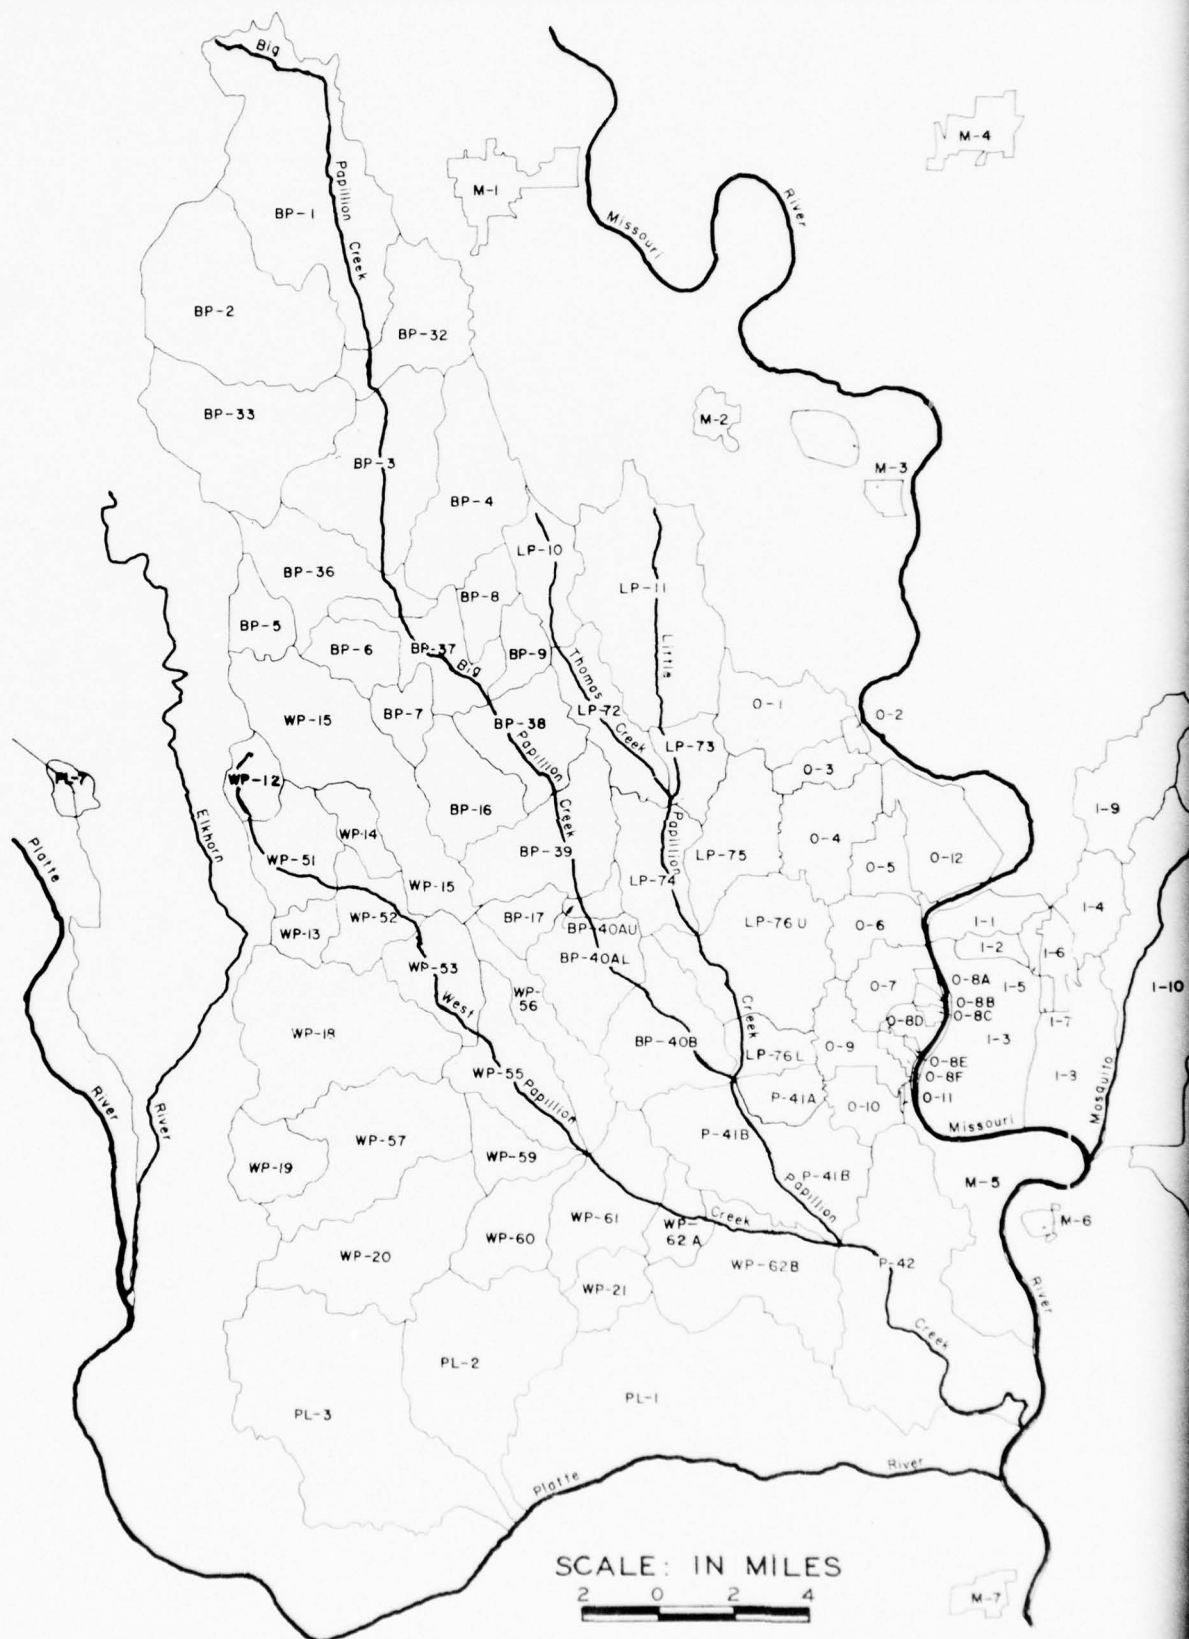 Big
M-4
M-1
Papillion
Creek
River
BP-1
Missouri
BP-2
BP-32
BP-33
M-2
BP-3
M-3
BP-4
LP-10
BP-36
LP-11
BP-8
BP-5
BP-6
BP-37
Big
BP-9
Thomas
Little
WP-15
BP-7
BP-38
LP-72
Creek
O-1
O-2
LP-73
Papillion
Creek
PL-7
WP-12
O-3
BP-16
I-9
Elkhorn
WP-14
Papillion
O-4
Platte
WP-51
BP-39
LP-75
O-5
O-12
WP-15
LP-74
I-4
WP-52
BP-17
LP-76U
O-6
I-1
WP-13
BP-40AU
I-2
I-6
WP-53
BP-40AL
O-7
O-8A
I-5
I-10
WP-56
West
O-8B
Creek
O-8C
O-8D
I-7
WP-18
BP-40B
O-9
I-3
LP-76L
O-8E
WP-55
Papillion
O-8F
I-3
P-41A
O-11
O-10
River
River
Missouri
Mosquito
WP-57
P-41B
WP-59
WP-19
P-41B
Papillion
M-5
WP-61
Creek
WP-62A
M-6
WP-60
WP-20
WP-62B
P-42
WP-21
River
Creek
PL-2
PL-1
PL-3
River
Platte
SCALE: IN MILES
2 0 2 4
M-7